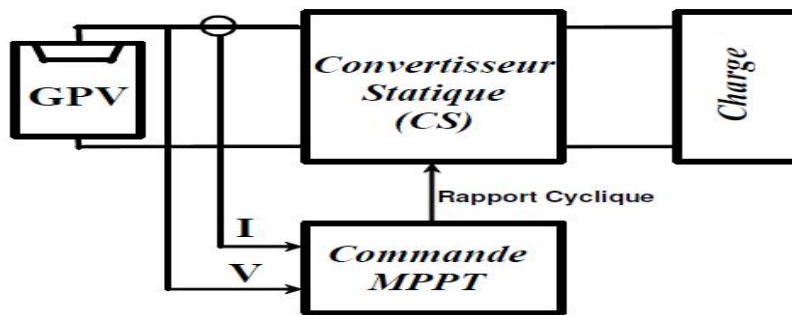 GPV
Convertisseur
Statique
(CS)
Charge
Rapport Cyclique
I
V
Commande
MPPT